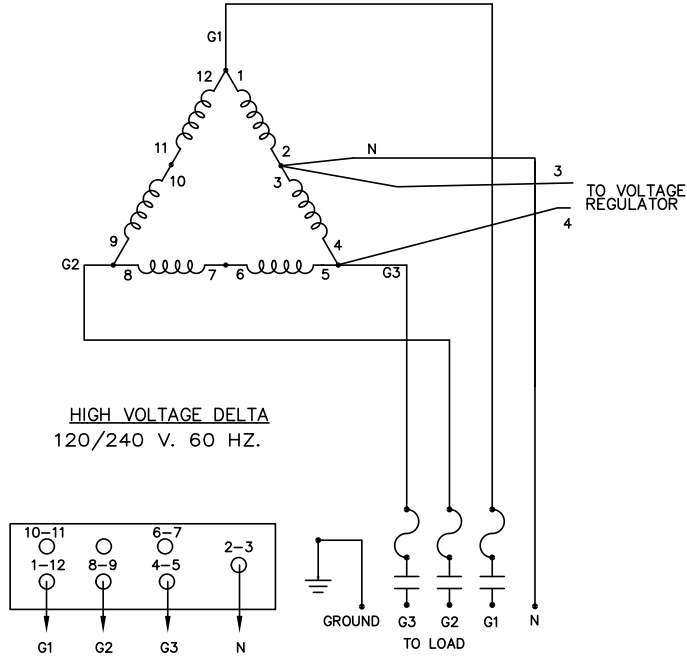 G1
12 1
11 2 N
10 3 3
TO VOLTAGE
REGULATOR
4
9 4
G2 8 7 6 5 G3
HIGH VOLTAGE DELTA
120/240 V. 60 HZ.
10-11 6-7
2-3
1-12 8-9 4-5
G1 G2 G3 N
GROUND G3 G2 G1 N
TO LOAD